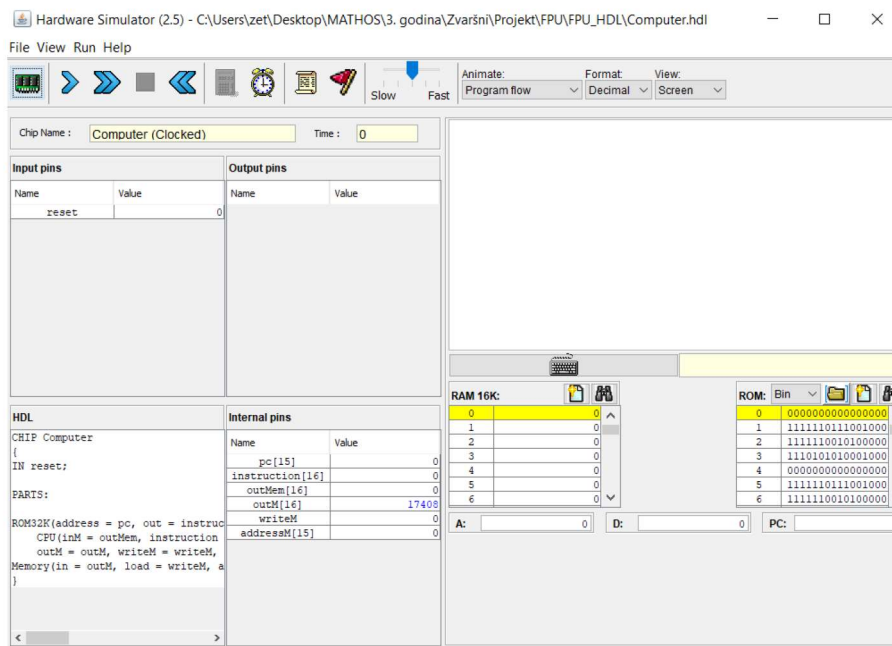 Hardware Simulator (2.5) - C:\Users\zet\Desktop\MATHOS\3. godina\Zvaršni\Projekt\FPU\FPU_HDL\Computer.hdl
File View Run Help
Slow Fast
Animate: Format: View:
Program flow Decimal Screen
Chip Name : Computer (Clocked) Time : 0
Input pins Output pins
Name Value Name Value
reset 0
RAM 16K: ROM: Bin
0 0 0 0000000000000000
1 0 1 1111110111001000
2 0 2 1111110010100000
3 0 3 1110101010001000
4 0 4 0000000000000000
5 0 5 1111110111001000
6 0 6 1111110010100000
A: 0 D: 0 PC:
HDL Internal pins
CHIP Computer
{
IN reset;
PARTS:
ROM32K(address = pc, out = instruc
CPU(inM = outMem, instruction
outM = outM, writeM = writeM,
Memory(in = outM, load = writeM, a
}
Name Value
pc[15] 0
instruction[16] 0
outMem[16] 0
outM[16] 17408
writeM 0
addressM[15] 0